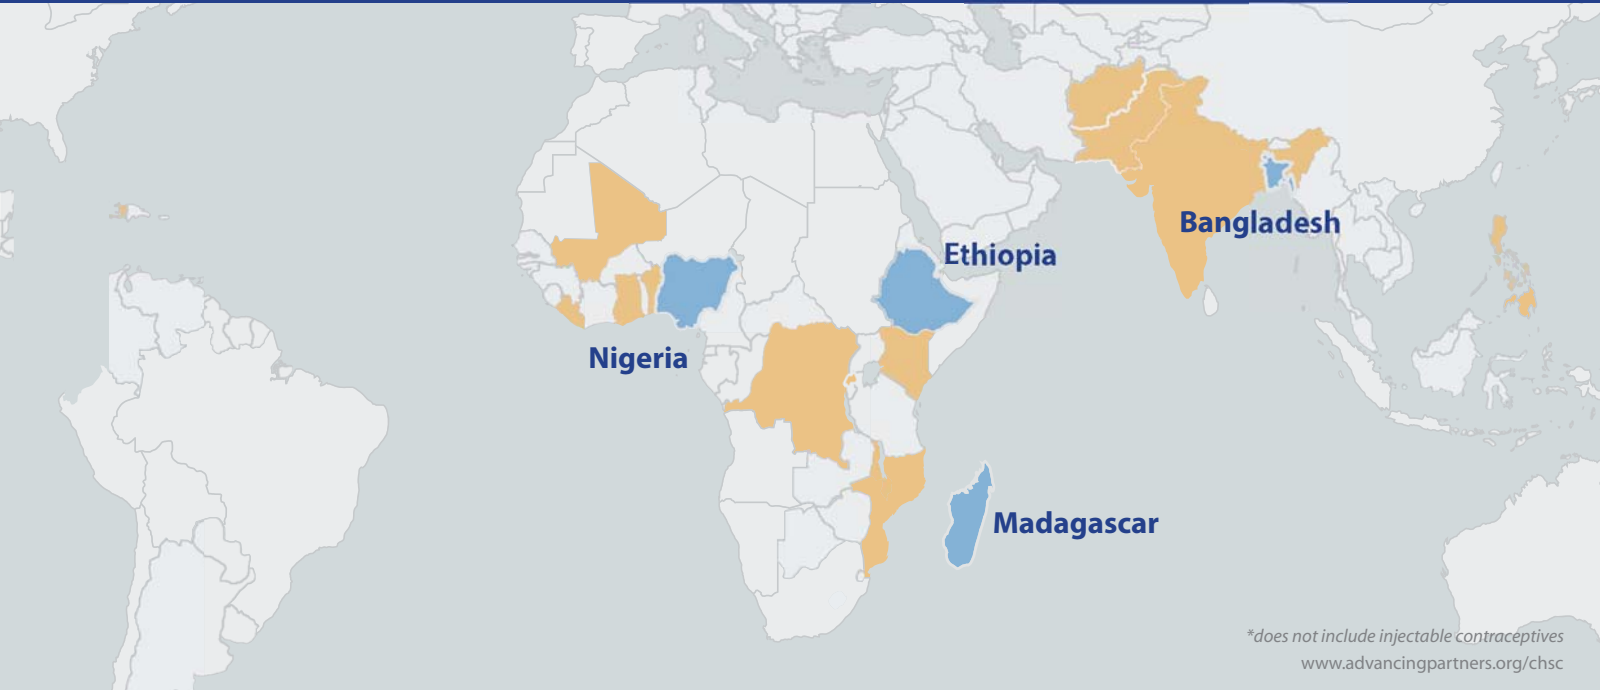 Bangladesh
Ethiopia
Nigeria
Madagascar
*does not include injectable contraceptives
www.advancingpartners.org/chsc